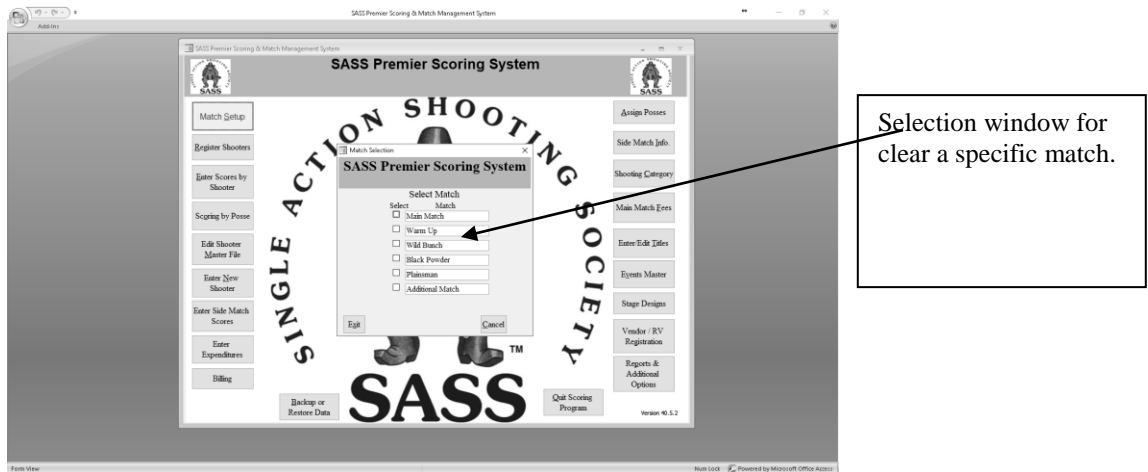 SASS Premier Scoring & Match Management System
Add-Ins
SASS Premier Scoring & Match Management System
SASS Premier Scoring System
SASS
SASS
SINGLE ACTION SHOOTING SOCIETY
Match Setup
Register Shooters
Enter Scores by
Shooter
Scoring by Posse
Edit Shooter
Master File
Enter New
Shooter
Enter Side Match
Scores
Enter
Expenditures
Billing
Match Selection
SASS Premier Scoring System
Select Match
Select Match
Main Match
Warm Up
Wild Bunch
Black Powder
Plainsman
Additional Match
Exit Cancel
TM
SASS
Backup or
Restore Data
Quit Scoring
Program
Assign Posses
Side Match Info.
Shooting Category
Main Match Fees
Enter/Edit Titles
Events Master
Stage Designs
Vendor / RV
Registration
Reports &
Additional
Options
Version 40.5.2
Selection window for
clear a specific match.
Form View
Num Lock Powered by Microsoft Office Access